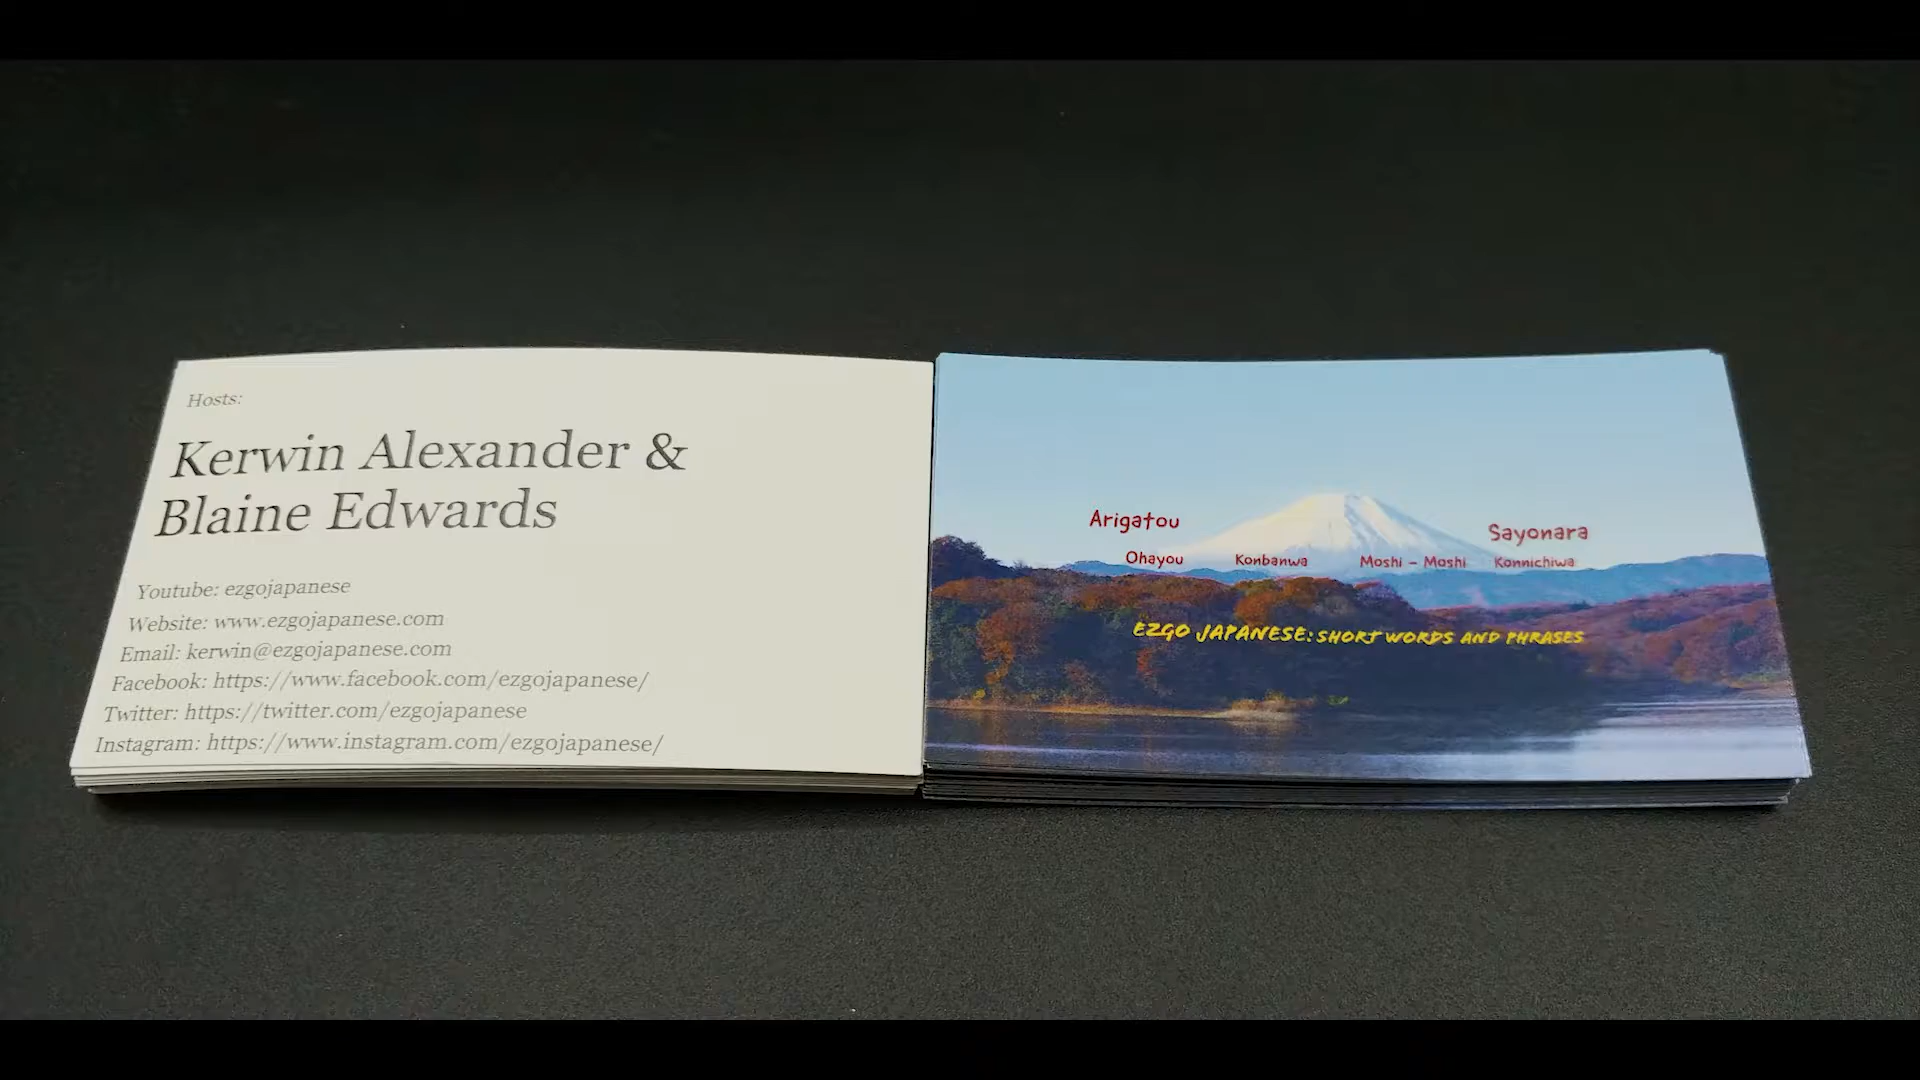 Hosts:
Kerwin Alexander &
Blaine Edwards
Youtube: ezgojapanese
Website: www.ezgojapanese.com
Email: kerwin@ezgojapanese.com
Facebook: https://www.facebook.com/ezgojapanese/
Twitter: https://twitter.com/ezgojapanese
Instagram: https://www.instagram.com/ezgojapanese/
Arigatou
Sayonara
Ohayou Konbanwa Moshi - Moshi Konnichiwa
EZGO JAPANESE: SHORT WORDS AND PHRASES